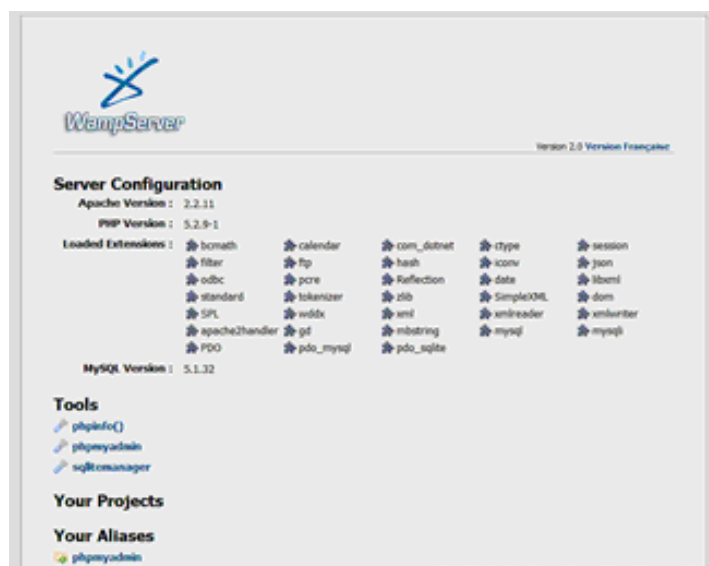 WampServer
Version 2.0 Version Française
Server Configuration
Apache Version : 2.2.11
PHP Version : 5.2.9-1
Loaded Extensions : bcmath calendar com_dotnet ctype session
filter ftp hash iconv json
odbc pcre Reflection date libxml
standard tokenizer zlib SimpleXML dom
SPL wddx xml xmlreader xmlwriter
apache2handler gd mbstring mysql mysqli
PDO pdo_mysql pdo_sqlite
MySQL Version : 5.1.32
Tools
phpinfo()
phpmyadmin
sqlitemanager
Your Projects
Your Aliases
phpmyadmin